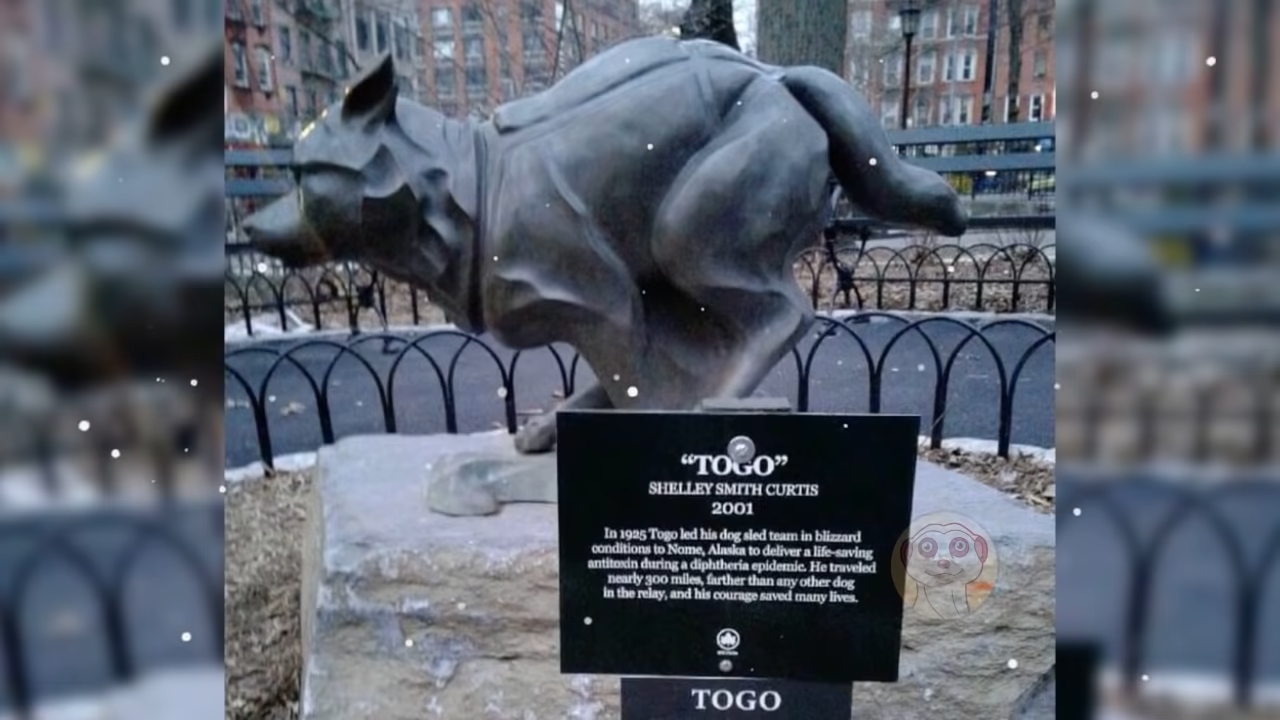 “TOGO”
SHELLEY SMITH CURTIS
2001
In 1925 Togo led his dog sled team in blizzard
conditions to Nome, Alaska to deliver a life-saving
antitoxin during a diphtheria epidemic. He traveled
nearly 300 miles, farther than any other dog
in the relay, and his courage saved many lives.
TOGO